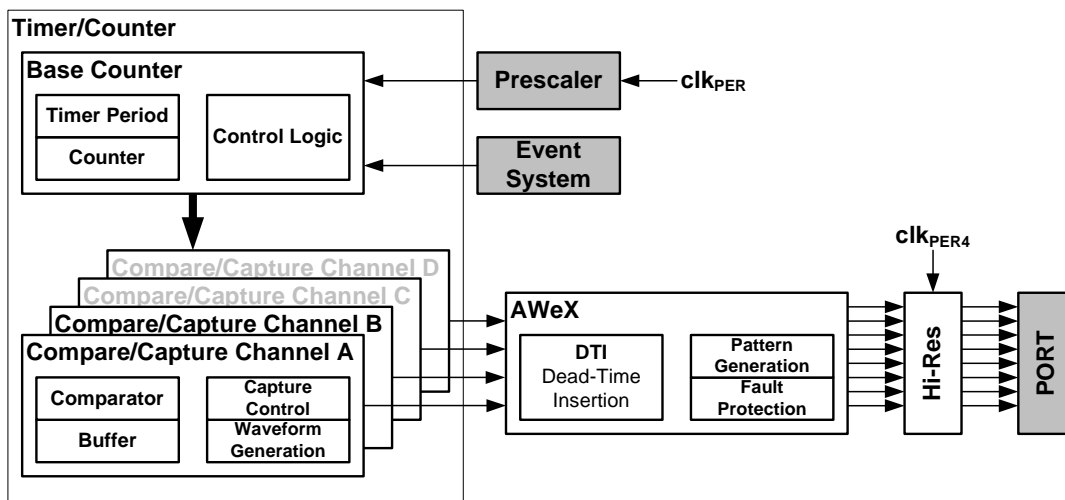 Timer/Counter
Base Counter
Timer Period
Counter
Control Logic
Prescaler
clkPER
Event
System
Compare/Capture Channel D
Compare/Capture Channel C
Compare/Capture Channel B
Compare/Capture Channel A
Comparator
Buffer
Capture
Control
Waveform
Generation
AWeX
DTI
Dead-Time
Insertion
Pattern
Generation
Fault
Protection
clkPER4
Hi-Res
PORT